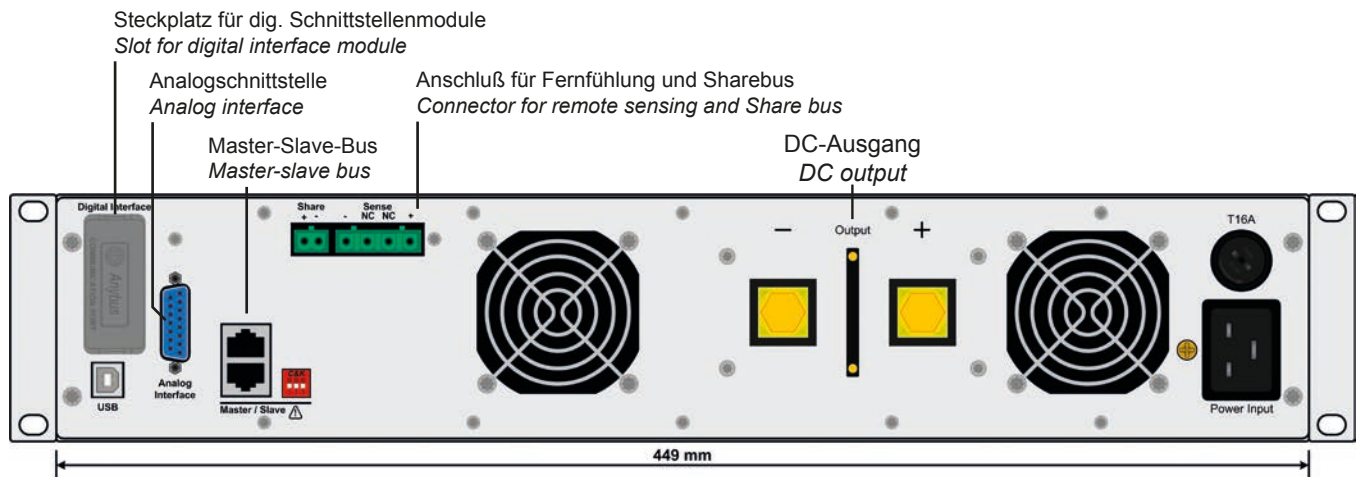 Steckplatz für dig. Schnittstellenmodule
Slot for digital interface module
Analogschnittstelle
Analog interface
Anschluß für Fernfühlung und Sharebus
Connector for remote sensing and Share bus
Master-Slave-Bus
Master-slave bus
DC-Ausgang
DC output
Digital Interface
Share
+ -
Sense
- NC NC +
Anybus
USB
Analog
Interface
C&K
Master / Slave
− Output +
T16A
Power Input
449 mm